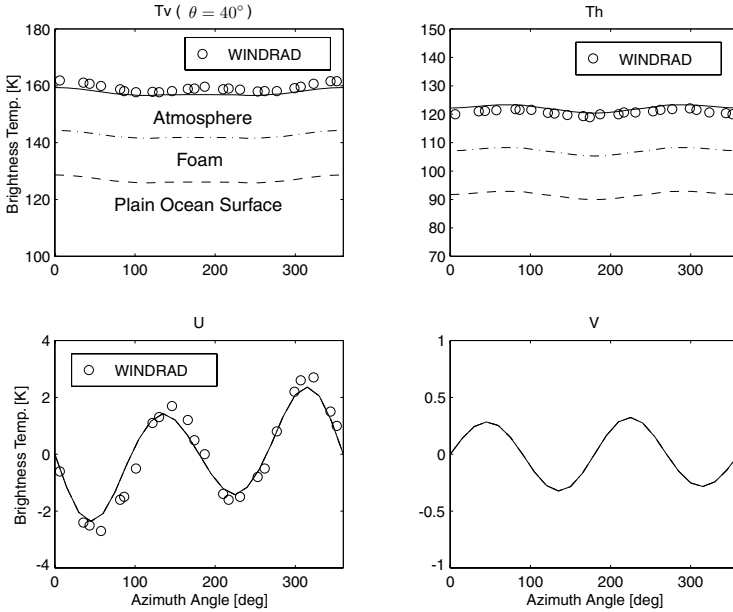 Tv ( θ = 40° )
Th
180
160
140
120
100
Brightness Temp. [K]
WINDRAD
Atmosphere
Foam
Plain Ocean Surface
0
100
200
300
150
140
130
120
110
100
90
80
70
WINDRAD
0
100
200
300
U
V
4
2
0
-2
-4
Brightness Temp. [K]
WINDRAD
0
100
200
300
Azimuth Angle [deg]
1
0.5
0
-0.5
-1
0
100
200
300
Azimuth Angle [deg]